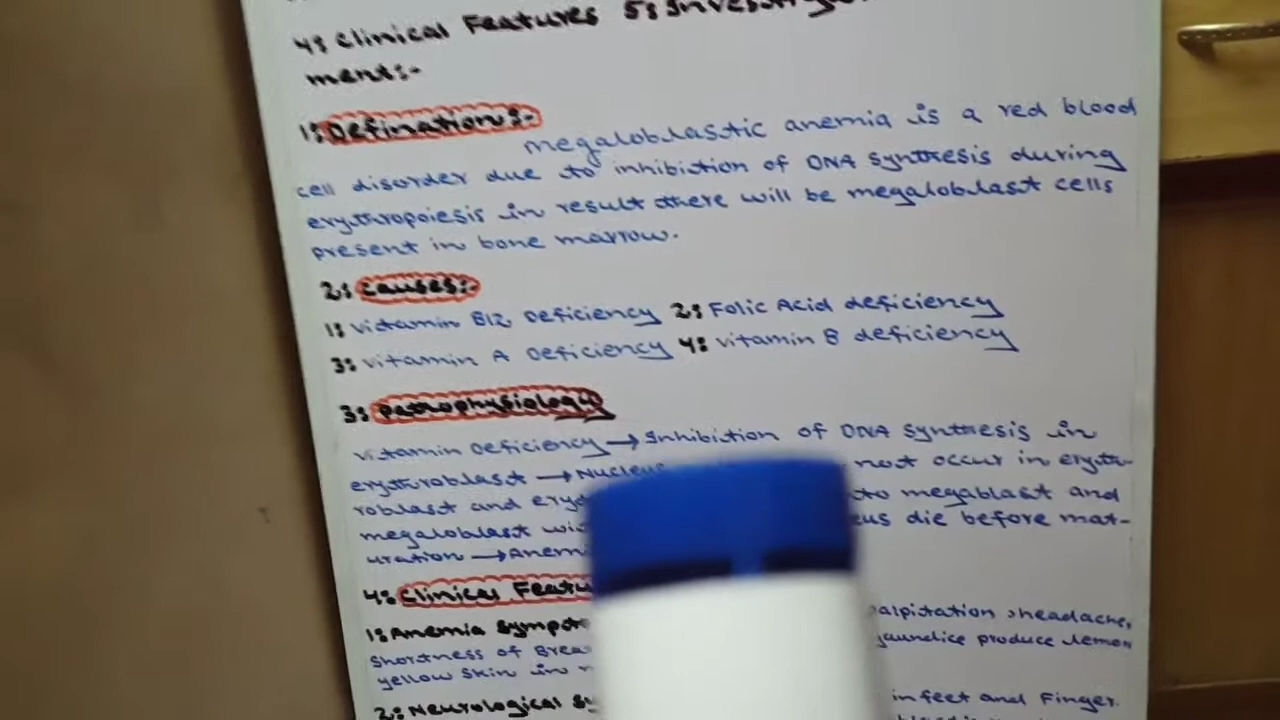 4: Clinical Features 5: Investiga
ment:-
1: Defination:-
megaloblastic anemia is a red blood
cell disorder due to inhibition of DNA synthesis during
erythropoiesis in result there will be megaloblast cells
present in bone marrow.
2: Causes:-
1: Vitamin B12 Deficiency 2: Folic Acid deficiency
3: Vitamin A Deficiency 4: Vitamin B deficiency
3: Pathophysiology
Vitamin Deficiency → Inhibition of DNA synthesis in
erythroblast → Nucleus not occur in eryth-
roblast and eryth to megablast and
megaloblast die before mat-
uration → Anem
4: Clinical Featu
1: Anemia Sympto palpitation, headache,
Shortness of Brea jaundice produce lemon
yellow skin in
2: Neurological Sy in feet and Finger.